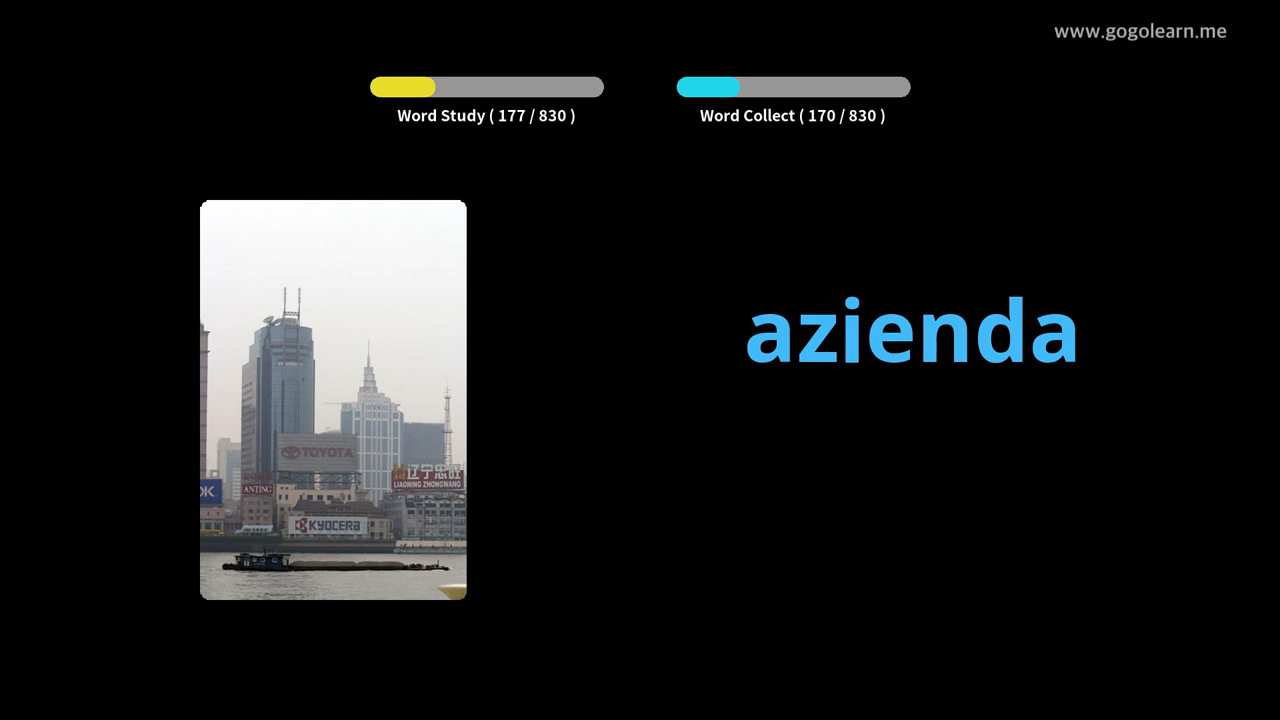 www.gogolearn.me
Word Study ( 177 / 830 )
Word Collect ( 170 / 830 )
azienda
TOYOTA
辽宁忠旺
LIAONING ZHONGWANG
OK
ANTING
KYOCERA